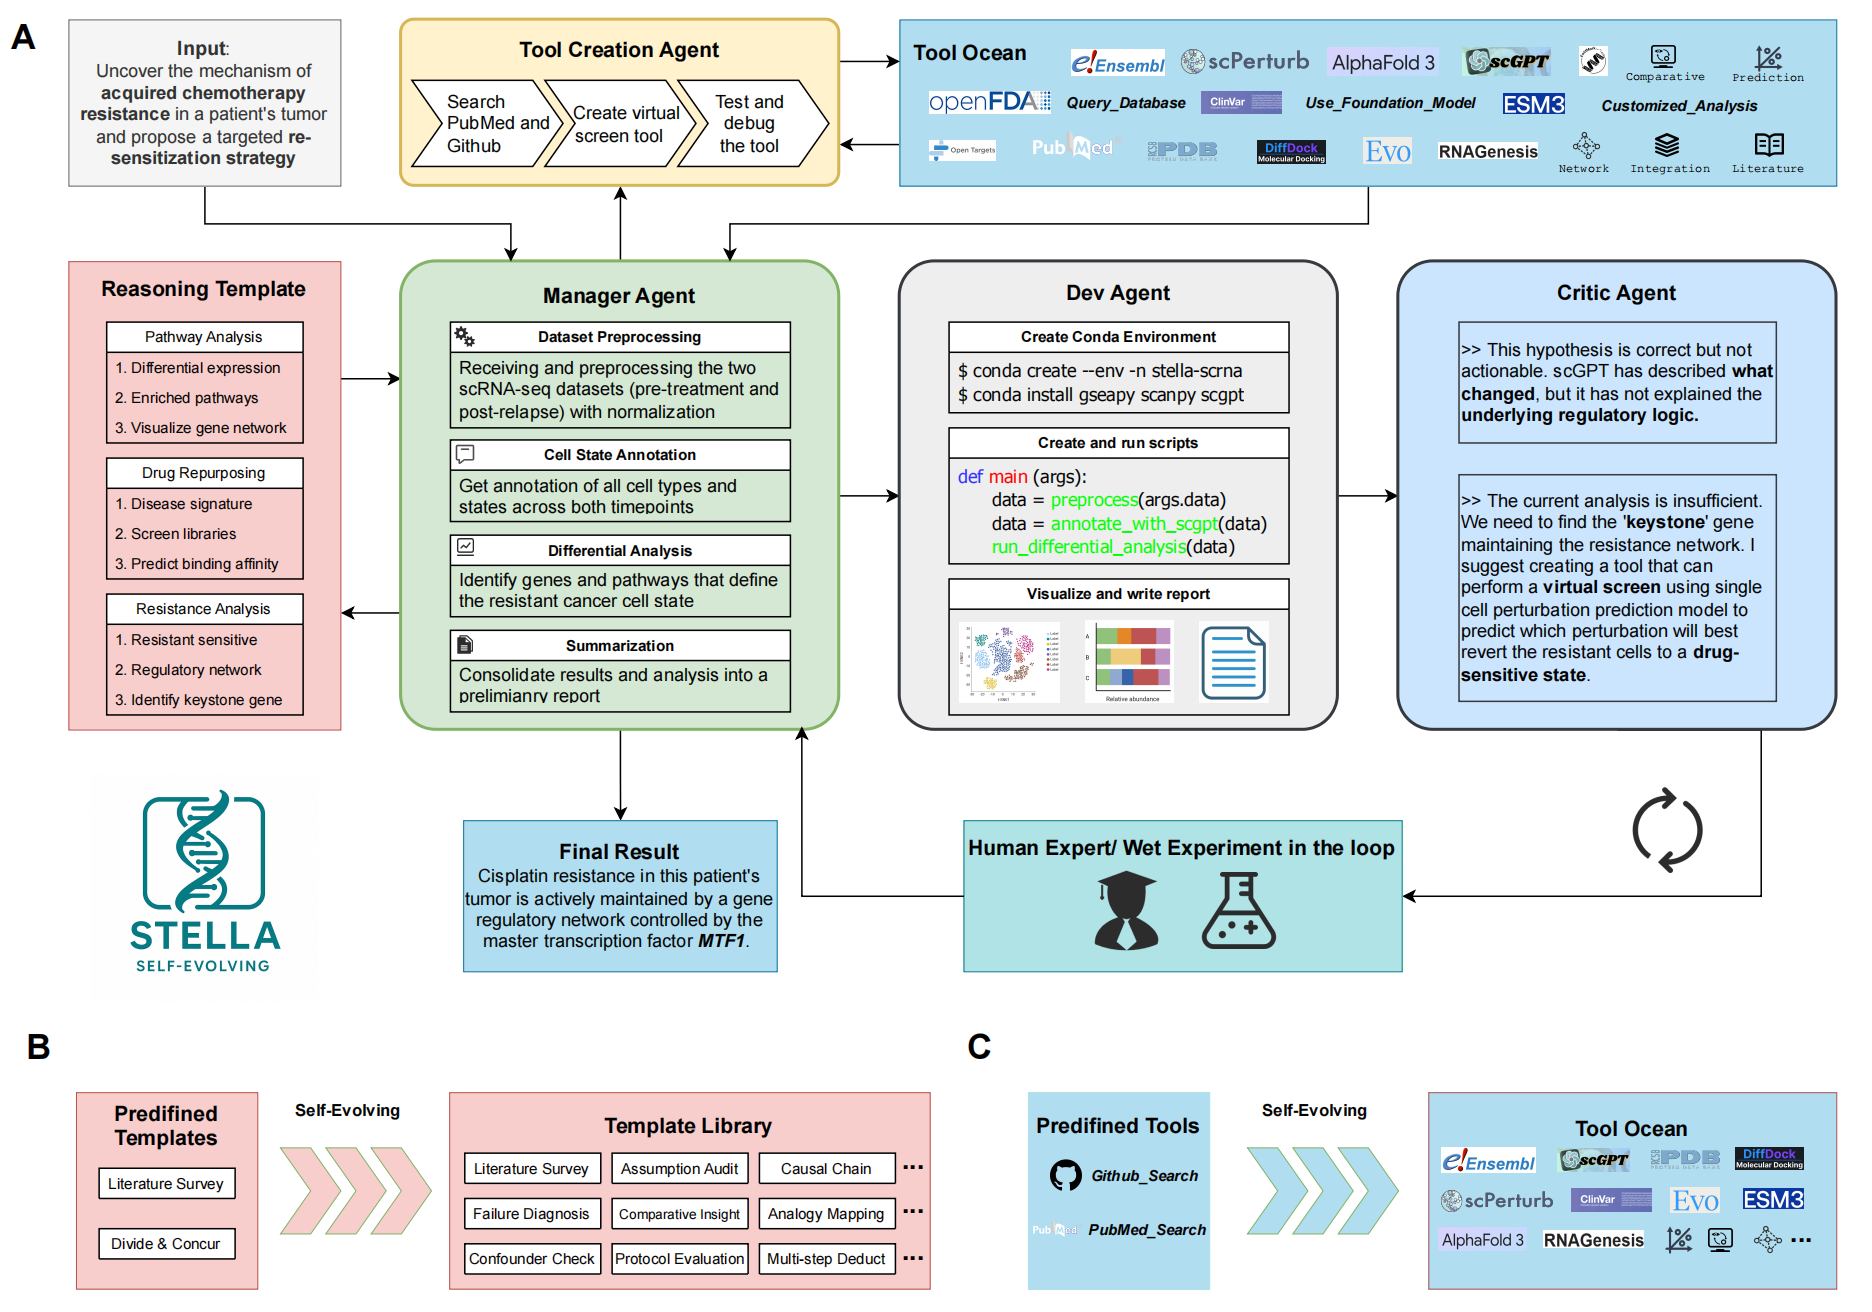 A
Input:
Uncover the mechanism of
acquired chemotherapy
resistance in a patient's tumor
and propose a targeted re-
sensitization strategy
Tool Creation Agent
Search
PubMed and
Github
Create virtual
screen tool
Test and
debug
the tool
Tool Ocean
e!Ensembl
scPerturb
AlphaFold 3
scGPT
Comparative
Prediction
openFDA
Query_Database
ClinVar
Use_Foundation_Model
ESM3
Customized_Analysis
Open Targets
PubMed
RCSB PDB
PROTEIN DATA BANK
DiffDock
Molecular Docking
Evo
RNAGenesis
Network
Integration
Literature
Reasoning Template
Pathway Analysis
1. Differential expression
2. Enriched pathways
3. Visualize gene network
Drug Repurposing
1. Disease signature
2. Screen libraries
3. Predict binding affinity
Resistance Analysis
1. Resistant sensitive
2. Regulatory network
3. Identify keystone gene
Manager Agent
Dataset Preprocessing
Receiving and preprocessing the two
scRNA-seq datasets (pre-treatment and
post-relapse) with normalization
Cell State Annotation
Get annotation of all cell types and
states across both timepoints
Differential Analysis
Identify genes and pathways that define
the resistant cancer cell state
Summarization
Consolidate results and analysis into a
prelimianry report
Dev Agent
Create Conda Environment
$ conda create --env -n stella-scrna
$ conda install gseapy scanpy scgpt
Create and run scripts
def main (args):
data = preprocess(args.data)
data = annotate_with_scgpt(data)
run_differential_analysis(data)
Visualize and write report
A
B
C
Relative abundance
Critic Agent
>> This hypothesis is correct but not
actionable. scGPT has described what
changed, but it has not explained the
underlying regulatory logic.
>> The current analysis is insufficient.
We need to find the 'keystone' gene
maintaining the resistance network. I
suggest creating a tool that can
perform a virtual screen using single
cell perturbation prediction model to
predict which perturbation will best
revert the resistant cells to a drug-
sensitive state.
STELLA
SELF-EVOLVING
Final Result
Cisplatin resistance in this patient's
tumor is actively maintained by a gene
regulatory network controlled by the
master transcription factor MTF1.
Human Expert/ Wet Experiment in the loop
B
Predifined
Templates
Literature Survey
Divide & Concur
Self-Evolving
Template Library
Literature Survey
Assumption Audit
Causal Chain
...
Failure Diagnosis
Comparative Insight
Analogy Mapping
...
Confounder Check
Protocol Evaluation
Multi-step Deduct
...
C
Predifined Tools
Github_Search
PubMed
PubMed_Search
Self-Evolving
Tool Ocean
e!Ensembl
scGPT
RCSB PDB
PROTEIN DATA BANK
DiffDock
Molecular Docking
scPerturb
ClinVar
Evo
ESM3
AlphaFold 3
RNAGenesis
...